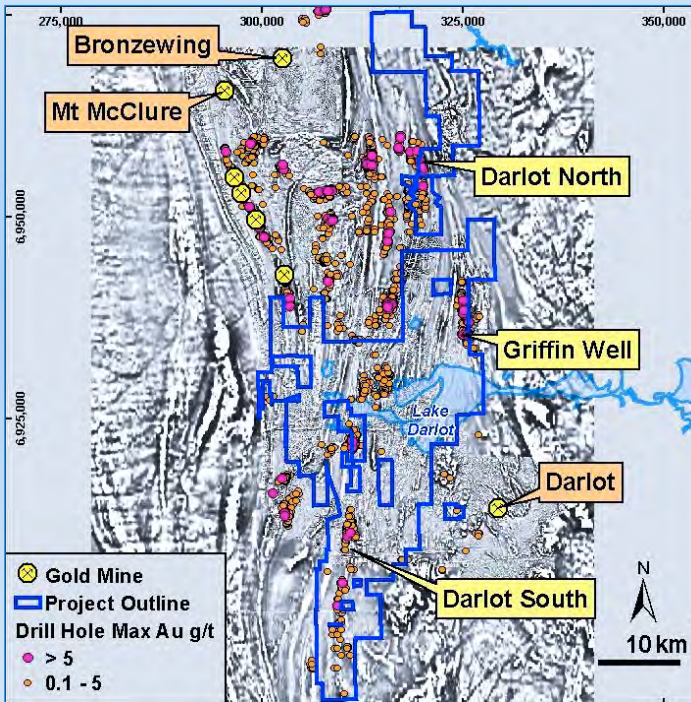 275,000
300,000
325,000
350,000
Bronzewing
Mt McClure
Darlot North
6,950,000
Griffin Well
Lake
Darlot
6,925,000
Darlot
Darlot South
Gold Mine
Project Outline
Drill Hole Max Au g/t
> 5
0.1 - 5
N
10 km